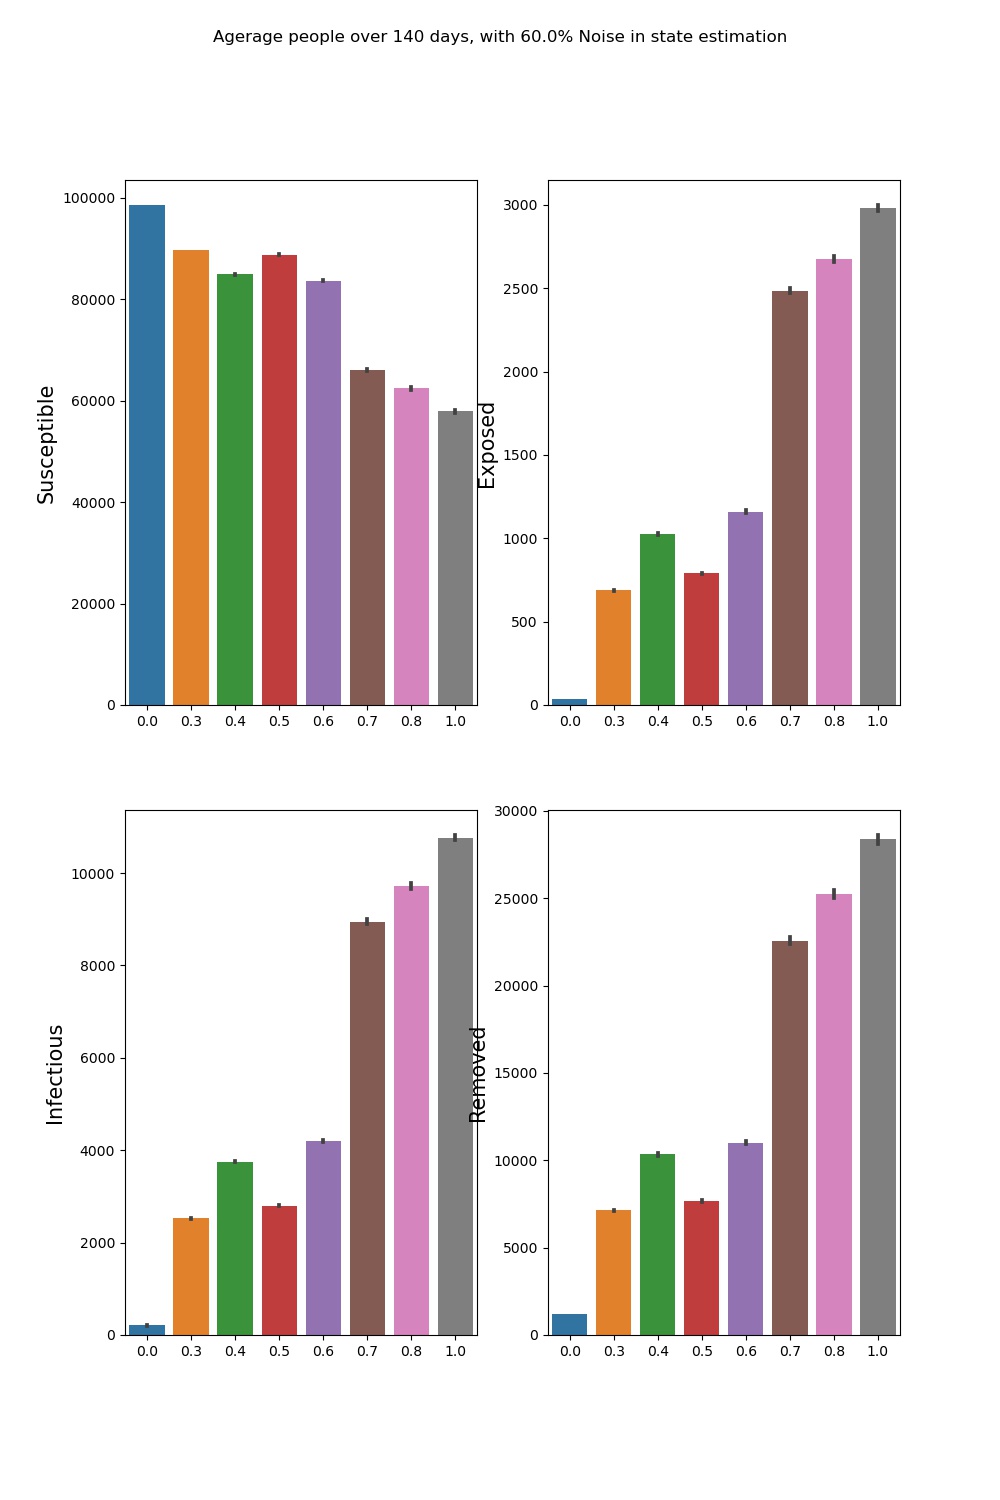 Agerage people over 140 days, with 60.0% Noise in state estimation
100000
80000
60000
40000
20000
0
Susceptible
0.0 0.3 0.4 0.5 0.6 0.7 0.8 1.0
3000
2500
2000
1500
1000
500
0
Exposed
0.0 0.3 0.4 0.5 0.6 0.7 0.8 1.0
10000
8000
6000
4000
2000
0
Infectious
0.0 0.3 0.4 0.5 0.6 0.7 0.8 1.0
30000
25000
20000
15000
10000
5000
0
Removed
0.0 0.3 0.4 0.5 0.6 0.7 0.8 1.0